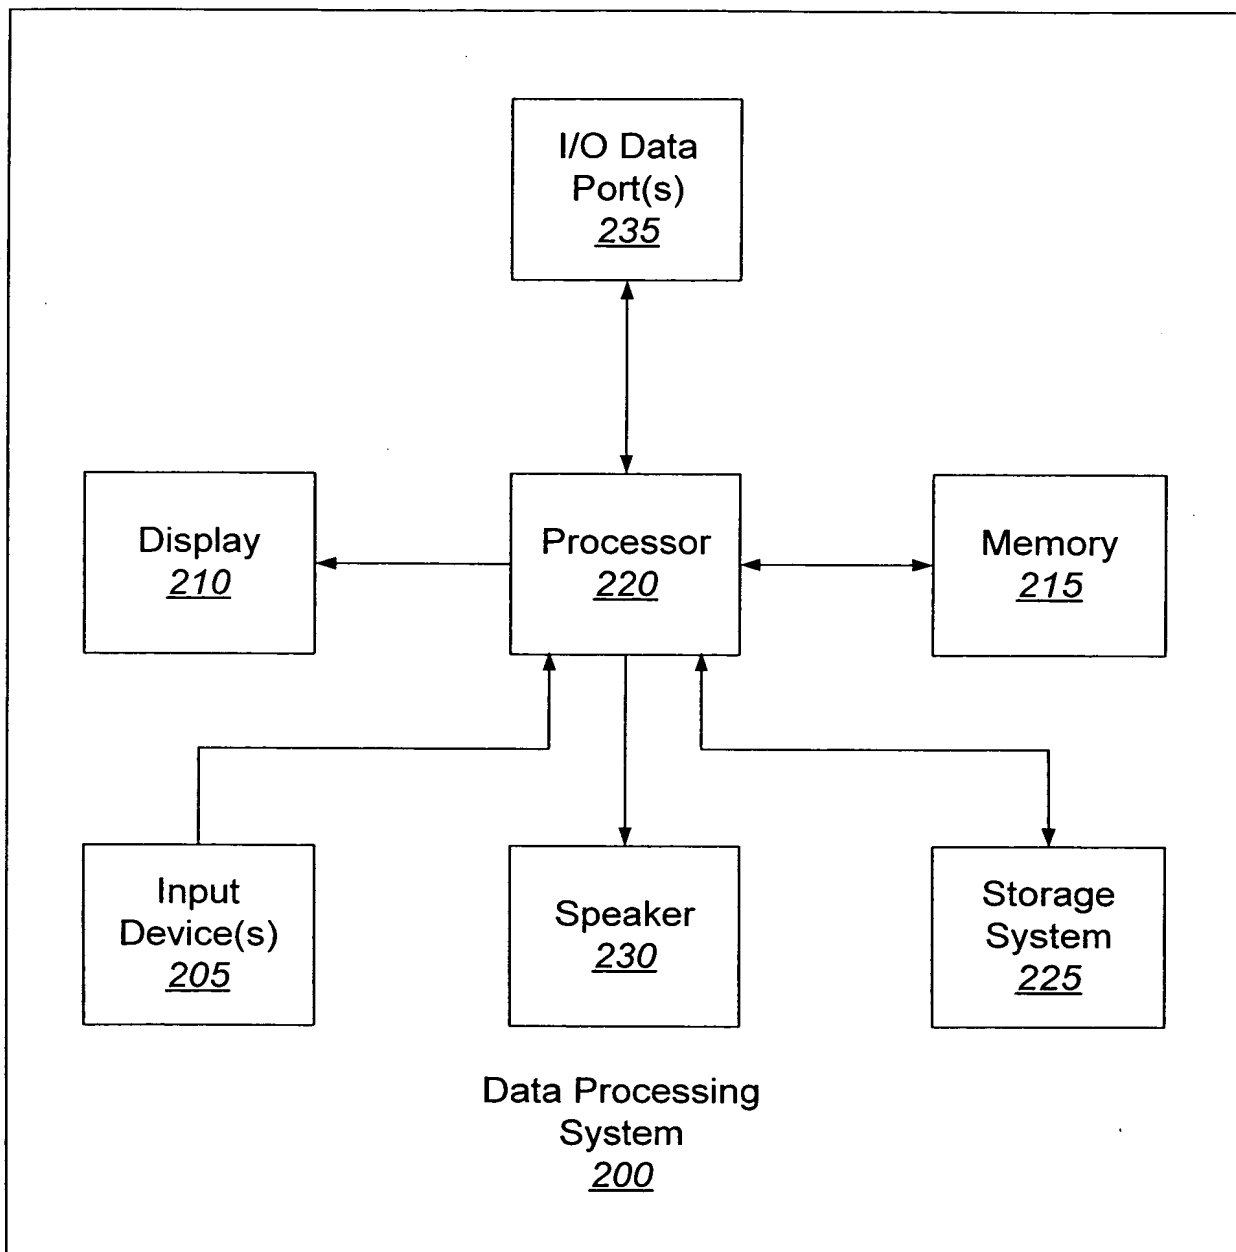 I/O Data
Port(s)
235
Display
210
Processor
220
Memory
215
Input
Device(s)
205
Speaker
230
Storage
System
225
Data Processing
System
200